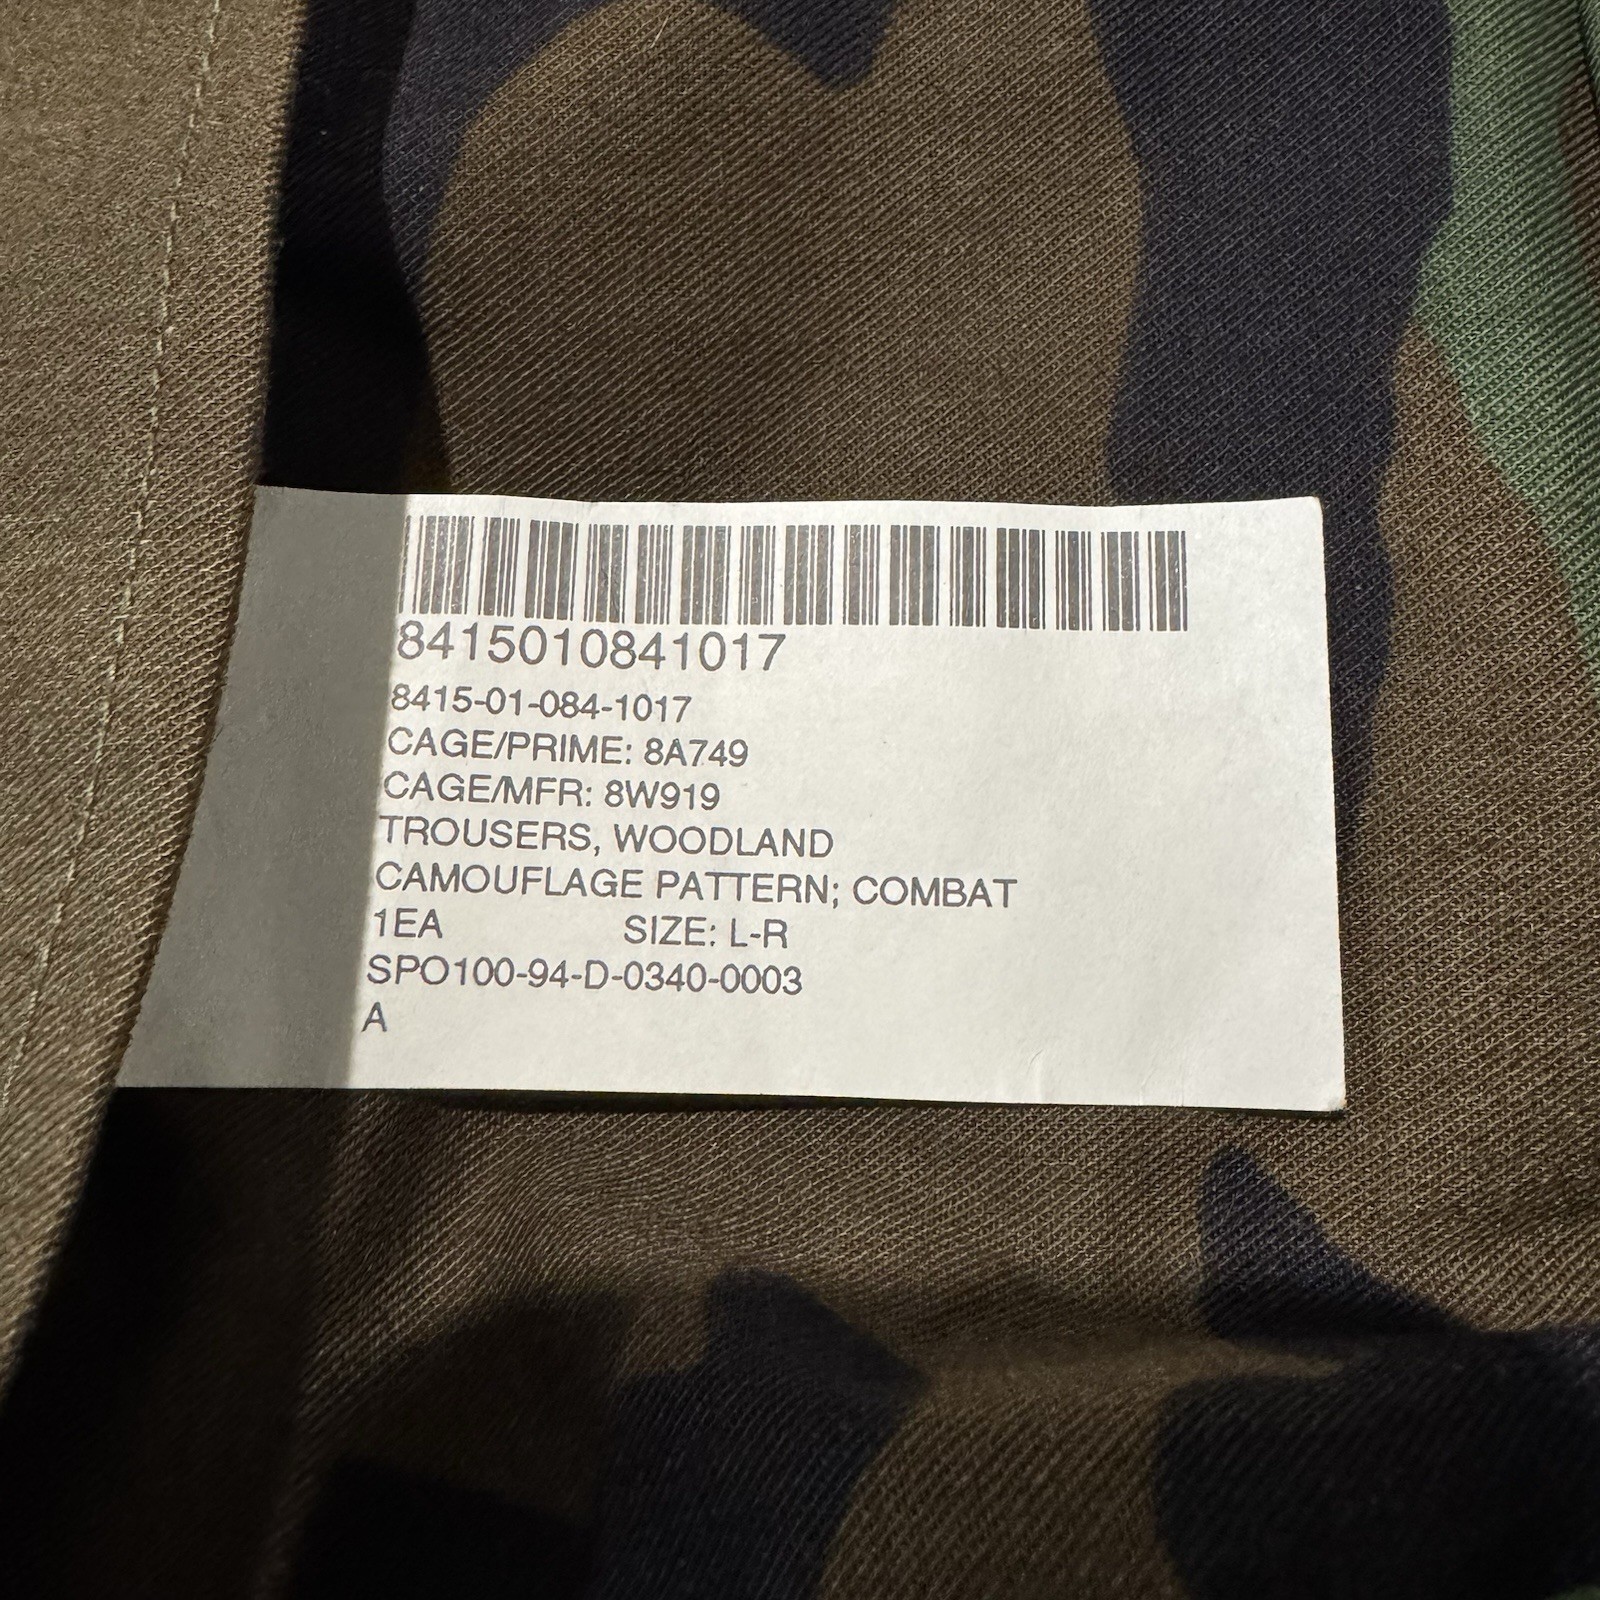 8415010841017
8415-01-084-1017
CAGE/PRIME: 8A749
CAGE/MFR: 8W919
TROUSERS, WOODLAND
CAMOUFLAGE PATTERN; COMBAT
1EA SIZE: L-R
SPO100-94-D-0340-0003
A